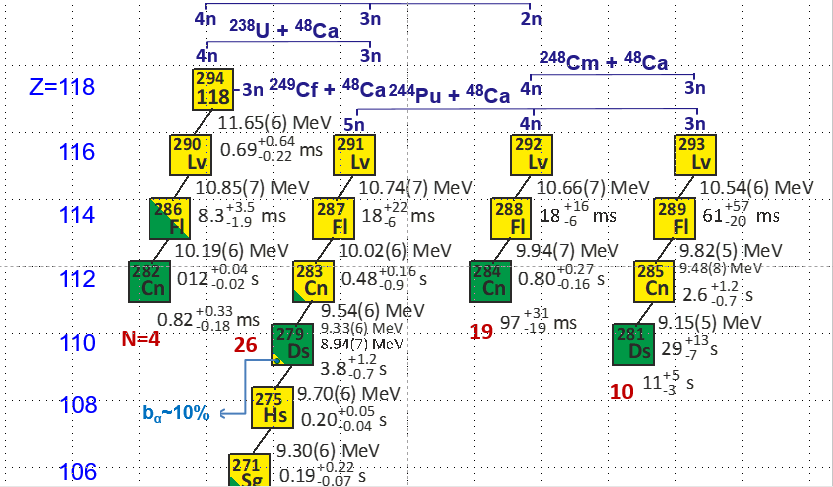 4n 3n 2n
²³⁸U + ⁴⁸Ca
4n 3n
²⁴⁸Cm + ⁴⁸Ca
Z=118 294 118 3n ²⁴⁹Cf + ⁴⁸Ca ²⁴⁴Pu + ⁴⁸Ca 4n 3n
11.65(6) MeV 5n 4n 3n
116 290 Lv 0.69 +0.64 -0.22 ms 291 Lv 292 Lv 293 Lv
10.85(7) MeV 10.74(7) MeV 10.66(7) MeV 10.54(6) MeV
114 286 Fl 8.3 +3.5 -1.9 ms 287 Fl 18 +22 -6 ms 288 Fl 18 +16 -6 ms 289 Fl 61 +57 -20 ms
10.19(6) MeV 10.02(6) MeV 9.94(7) MeV 9.82(5) MeV
9.48(8) MeV
112 282 Cn 012 +0.04 -0.02 s 283 Cn 0.48 +0.16 -0.9 s 284 Cn 0.80 +0.27 -0.16 s 285 Cn 2.6 +1.2 -0.7 s
0.82 +0.33 -0.18 ms 9.54(6) MeV 97 +31 -19 ms 9.15(5) MeV
9.33(6) MeV
8.94(7) MeV
110 N=4 26 279 Ds 3.8 +1.2 -0.7 s 19 281 Ds 29 +13 -7 s
10 11 +5 -3 s
9.70(6) MeV
108 bα~10% 275 Hs 0.20 +0.05 -0.04 s
9.30(6) MeV
106 271 Sg 0.19 +0.22 -0.07 s